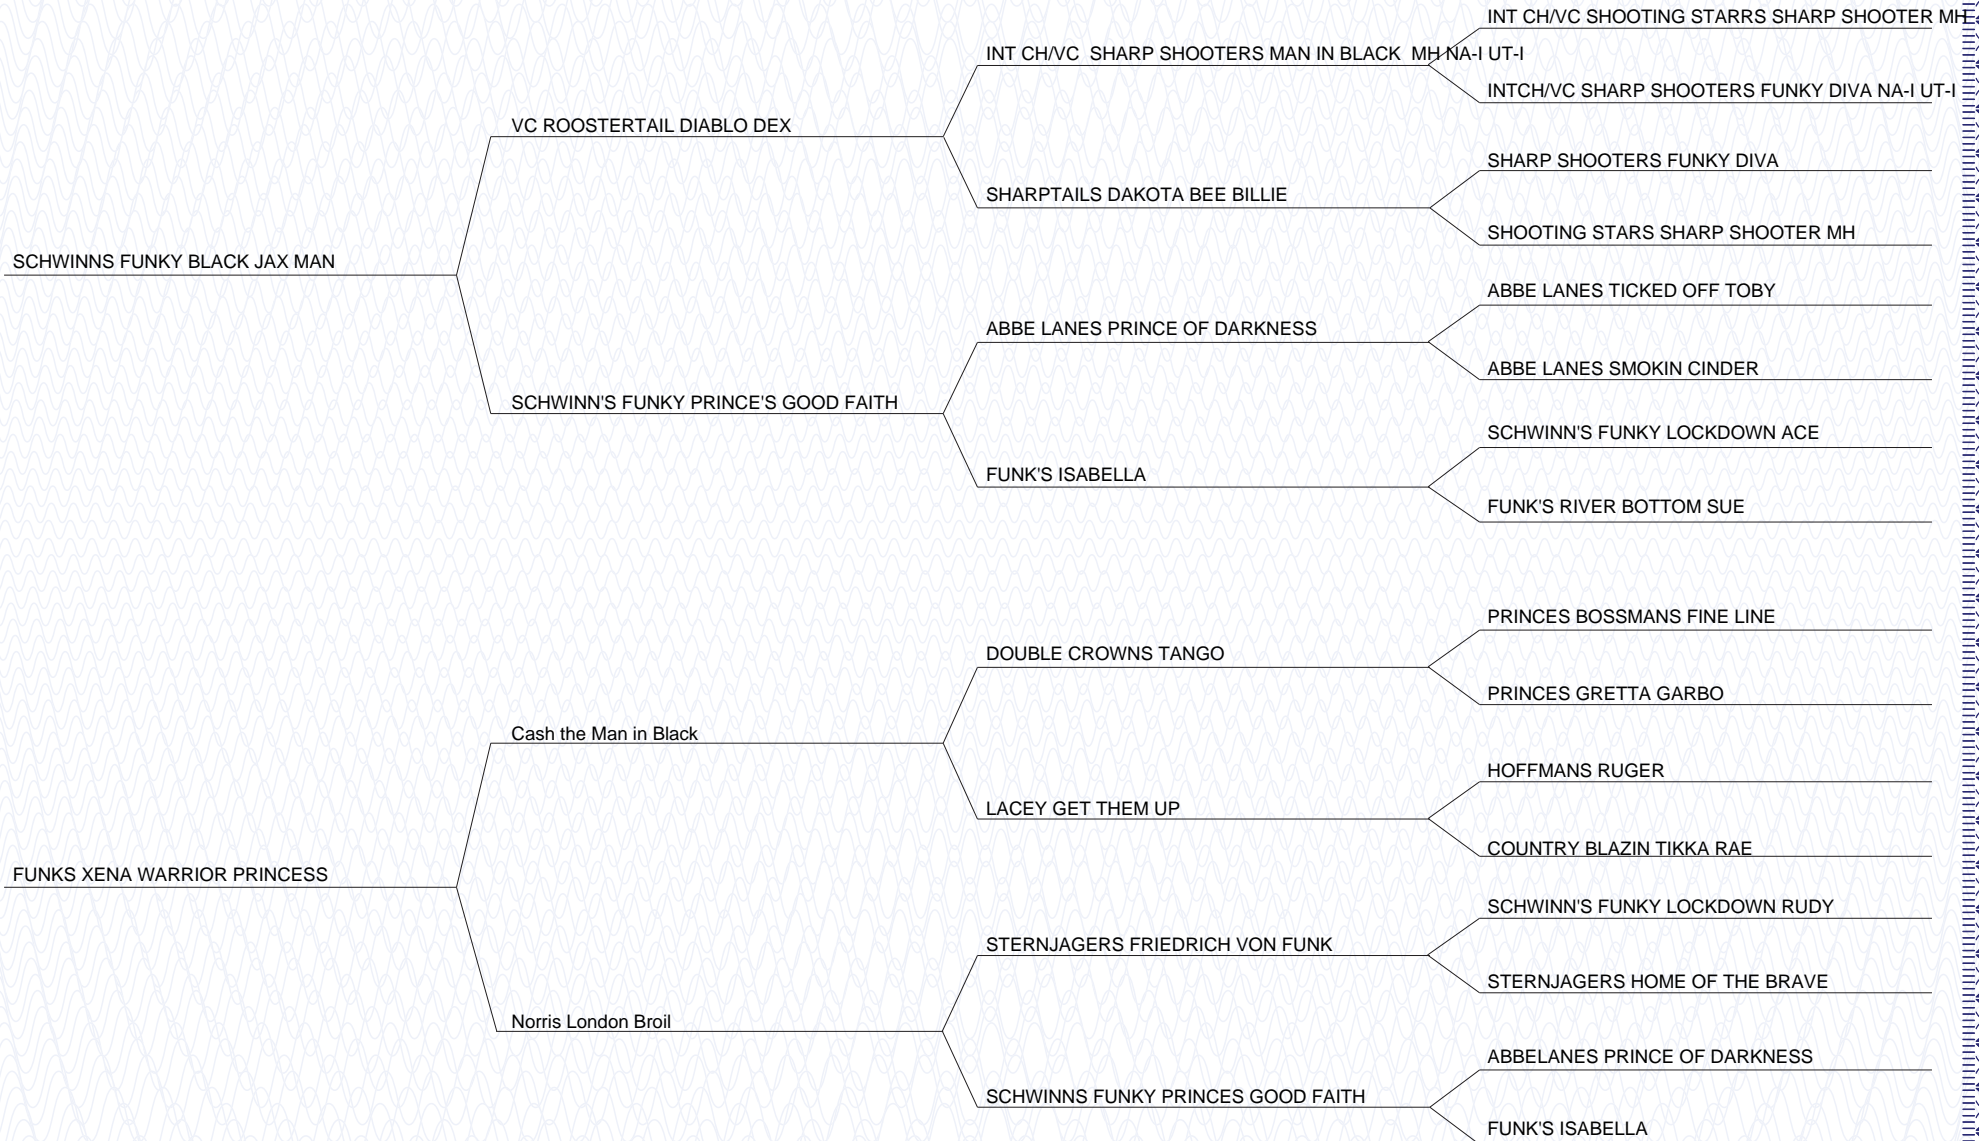 INT CH/VC SHOOTING STARRS SHARP SHOOTER MH
INT CH/VC  SHARP SHOOTERS MAN IN BLACK  MH NA-I UT-I
INTCH/VC SHARP SHOOTERS FUNKY DIVA NA-I UT-I
VC ROOSTERTAIL DIABLO DEX
SHARP SHOOTERS FUNKY DIVA
SHARPTAILS DAKOTA BEE BILLIE
SHOOTING STARS SHARP SHOOTER MH
SCHWINNS FUNKY BLACK JAX MAN
ABBE LANES TICKED OFF TOBY
ABBE LANES PRINCE OF DARKNESS
ABBE LANES SMOKIN CINDER
SCHWINN'S FUNKY PRINCE'S GOOD FAITH
SCHWINN'S FUNKY LOCKDOWN ACE
FUNK'S ISABELLA
FUNK'S RIVER BOTTOM SUE
PRINCES BOSSMANS FINE LINE
DOUBLE CROWNS TANGO
PRINCES GRETTA GARBO
Cash the Man in Black
HOFFMANS RUGER
LACEY GET THEM UP
COUNTRY BLAZIN TIKKA RAE
FUNKS XENA WARRIOR PRINCESS
SCHWINN'S FUNKY LOCKDOWN RUDY
STERNJAGERS FRIEDRICH VON FUNK
STERNJAGERS HOME OF THE BRAVE
Norris London Broil
ABBELANES PRINCE OF DARKNESS
SCHWINNS FUNKY PRINCES GOOD FAITH
FUNK'S ISABELLA